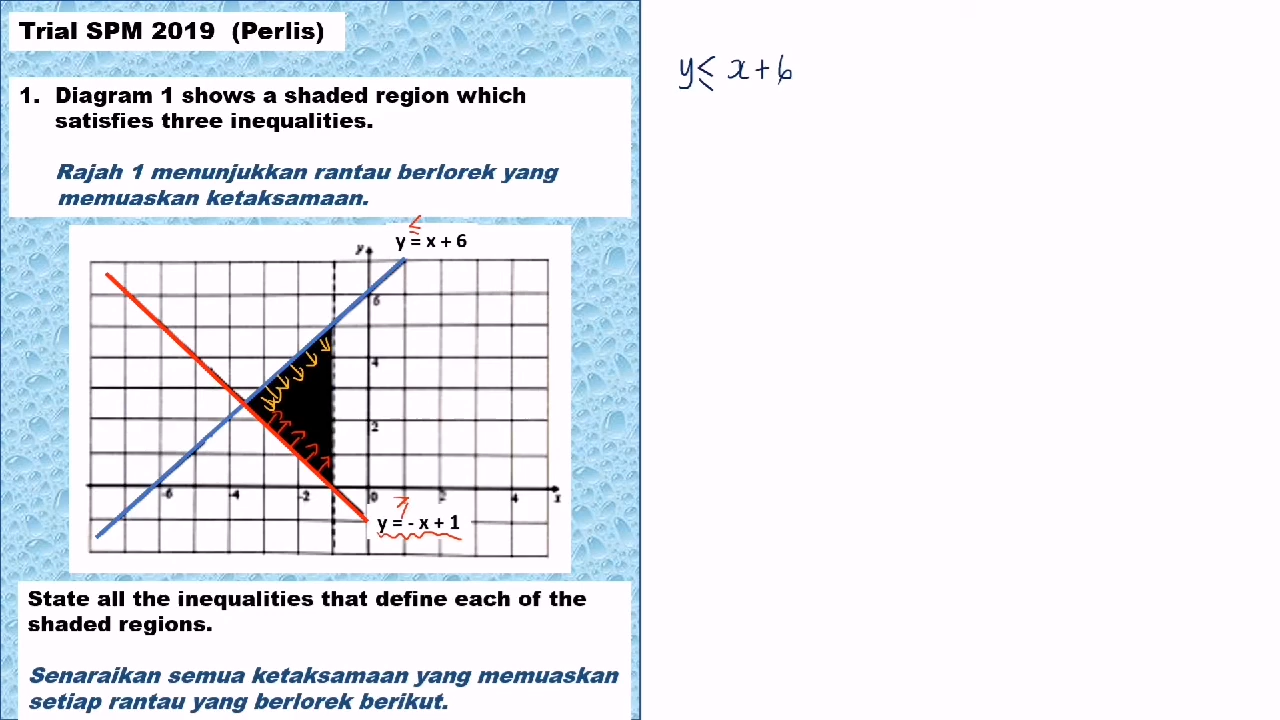 Trial SPM 2019 (Perlis)
y ≤ x + 6
1. Diagram 1 shows a shaded region which
satisfies three inequalities.
Rajah 1 menunjukkan rantau berlorek yang
memuaskan ketaksamaan.
≤
y = x + 6
y
6
4
2
-6 -4 -2 0 2 4 x
y = - x + 1
State all the inequalities that define each of the
shaded regions.
Senaraikan semua ketaksamaan yang memuaskan
setiap rantau yang berlorek berikut.